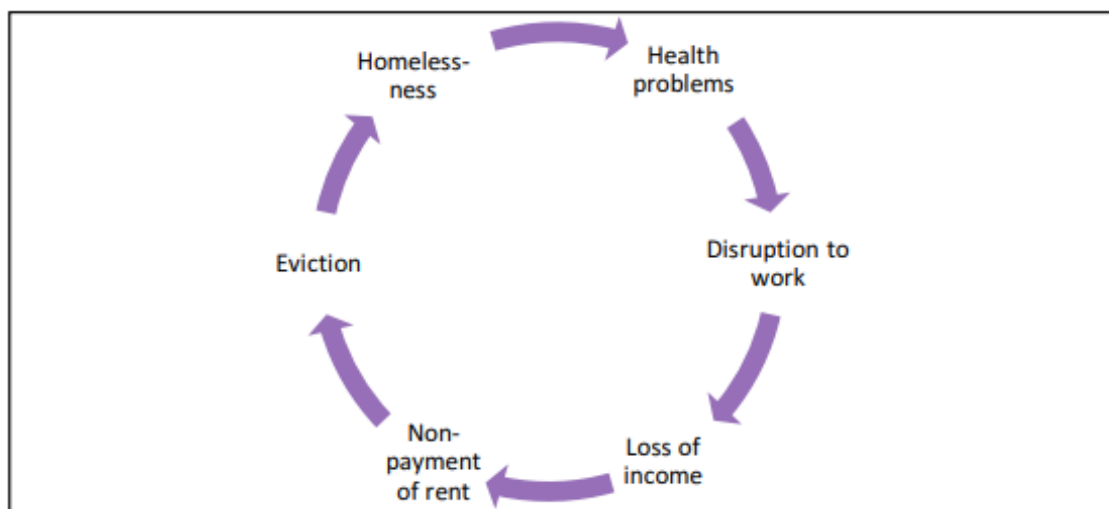 Homeless-
ness
Health
problems
Disruption to
work
Loss of
income
Non-
payment
of rent
Eviction